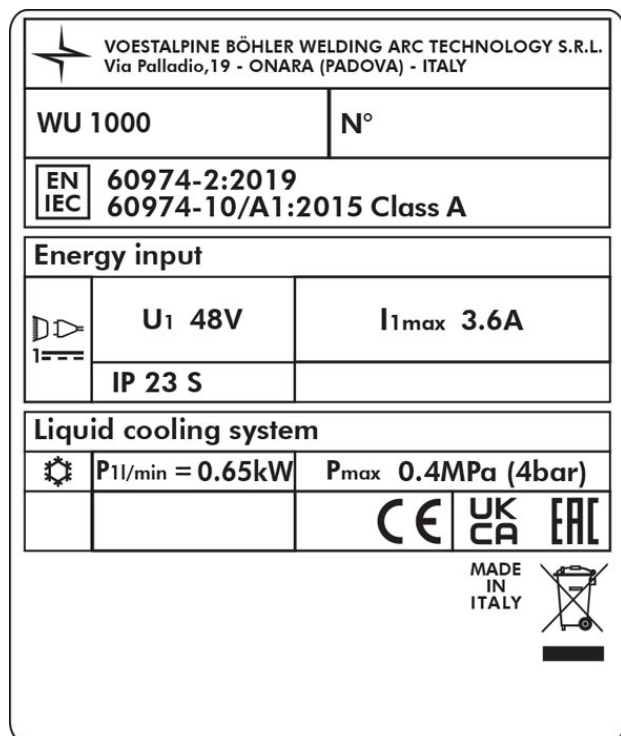 VOESTALPINE BÖHLER WELDING ARC TECHNOLOGY S.R.L.
Via Palladio,19 - ONARA (PADOVA) - ITALY
WU 1000
N°
EN
IEC
60974-2:2019
60974-10/A1:2015 Class A
Energy input
1
U1 48V
I1max 3.6A
IP 23 S
Liquid cooling system
P1l/min = 0.65kW
Pmax 0.4MPa (4bar)
CE
UK
CA
EAC
MADE
IN
ITALY